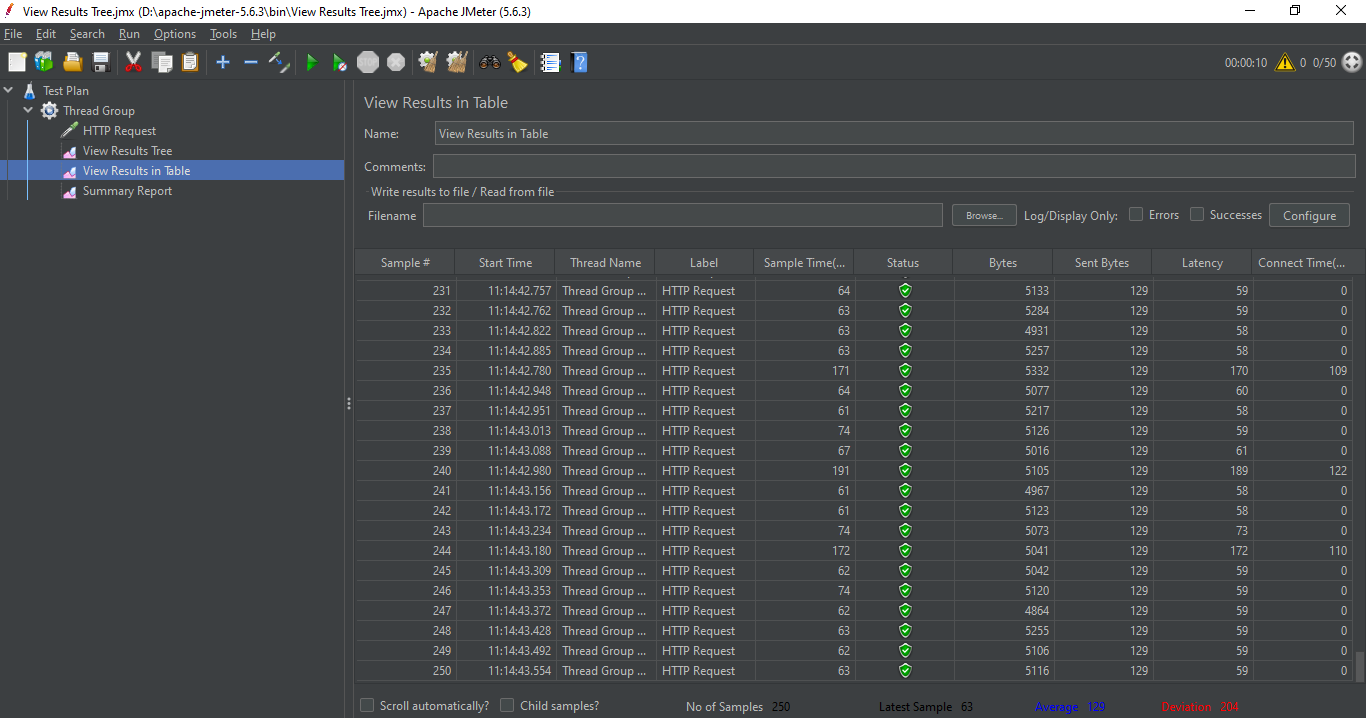 View Results Tree.jmx (D:\apache-jmeter-5.6.3\bin\View Results Tree.jmx) - Apache JMeter (5.6.3)
File Edit Search Run Options Tools Help
STOP 00:00:10 0 0/50
Test Plan
Thread Group
HTTP Request
View Results Tree
View Results in Table
Summary Report
View Results in Table
Name: View Results in Table
Comments:
Write results to file / Read from file
Filename Browse... Log/Display Only: Errors Successes Configure
Sample # Start Time Thread Name Label Sample Time(... Status Bytes Sent Bytes Latency Connect Time(...
231 11:14:42.757 Thread Group ... HTTP Request 64 5133 129 59 0
232 11:14:42.762 Thread Group ... HTTP Request 63 5284 129 59 0
233 11:14:42.822 Thread Group ... HTTP Request 63 4931 129 58 0
234 11:14:42.885 Thread Group ... HTTP Request 63 5257 129 58 0
235 11:14:42.780 Thread Group ... HTTP Request 171 5332 129 170 109
236 11:14:42.948 Thread Group ... HTTP Request 64 5077 129 60 0
237 11:14:42.951 Thread Group ... HTTP Request 61 5217 129 58 0
238 11:14:43.013 Thread Group ... HTTP Request 74 5126 129 59 0
239 11:14:43.088 Thread Group ... HTTP Request 67 5016 129 61 0
240 11:14:42.980 Thread Group ... HTTP Request 191 5105 129 189 122
241 11:14:43.156 Thread Group ... HTTP Request 61 4967 129 58 0
242 11:14:43.172 Thread Group ... HTTP Request 61 5123 129 58 0
243 11:14:43.234 Thread Group ... HTTP Request 74 5073 129 73 0
244 11:14:43.180 Thread Group ... HTTP Request 172 5041 129 172 110
245 11:14:43.309 Thread Group ... HTTP Request 62 5042 129 59 0
246 11:14:43.353 Thread Group ... HTTP Request 74 5120 129 59 0
247 11:14:43.372 Thread Group ... HTTP Request 62 4864 129 59 0
248 11:14:43.428 Thread Group ... HTTP Request 63 5255 129 59 0
249 11:14:43.492 Thread Group ... HTTP Request 62 5106 129 59 0
250 11:14:43.554 Thread Group ... HTTP Request 63 5116 129 59 0
Scroll automatically? Child samples? No of Samples 250 Latest Sample 63 Average 129 Deviation 204